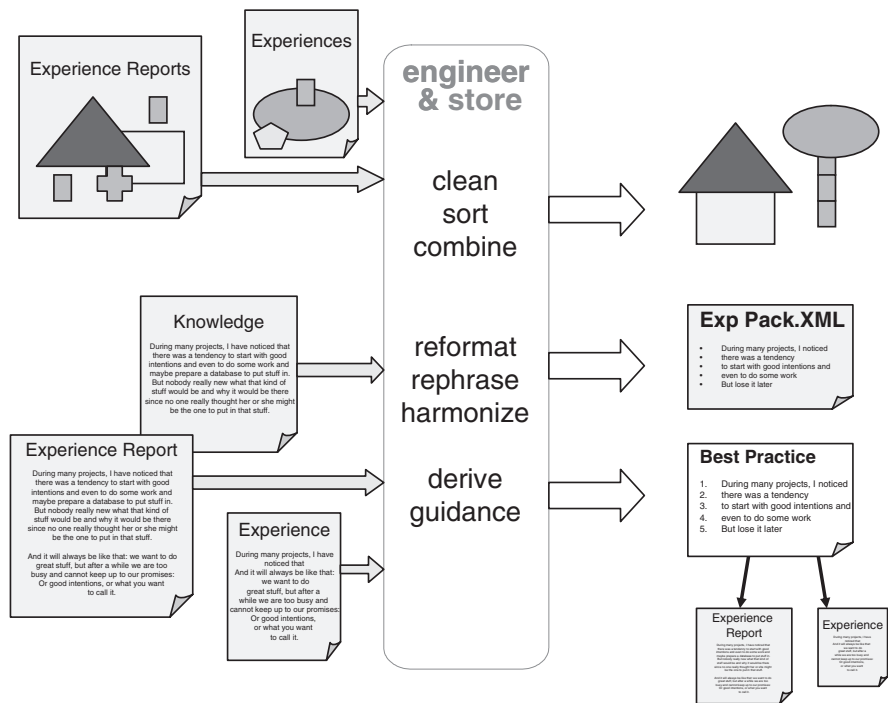 Experience Reports
Experiences
engineer
& store
clean
sort
combine
Knowledge
During many projects, I have noticed that
there was a tendency to start with good
intentions and even to do some work and
maybe prepare a database to put stuff in.
But nobody really new what that kind of
stuff would be and why it would be there
since no one really thought her or she might
be the one to put in that stuff.
reformat
rephrase
harmonize
Exp Pack.XML
• During many projects, I noticed
• there was a tendency
• to start with good intentions and
• even to do some work
• But lose it later
Experience Report
During many projects, I have noticed that
there was a tendency to start with good
intentions and even to do some work and
maybe prepare a database to put stuff in.
But nobody really new what that kind of
stuff would be and why it would be there
since no one really thought her or she might
be the one to put in that stuff.
And it will always be like that: we want to do
great stuff, but after a while we are too
busy and cannot keep up to our promises:
Or good intentions, or what you want
to call it.
Experience
During many projects, I have
noticed that
And it will always be like that:
we want to do
great stuff, but after a
while we are too busy and
cannot keep up to our promises:
Or good intentions,
or what you want
to call it.
derive
guidance
Best Practice
1. During many projects, I noticed
2. there was a tendency
3. to start with good intentions and
4. even to do some work
5. But lose it later
Experience
Report
Experience